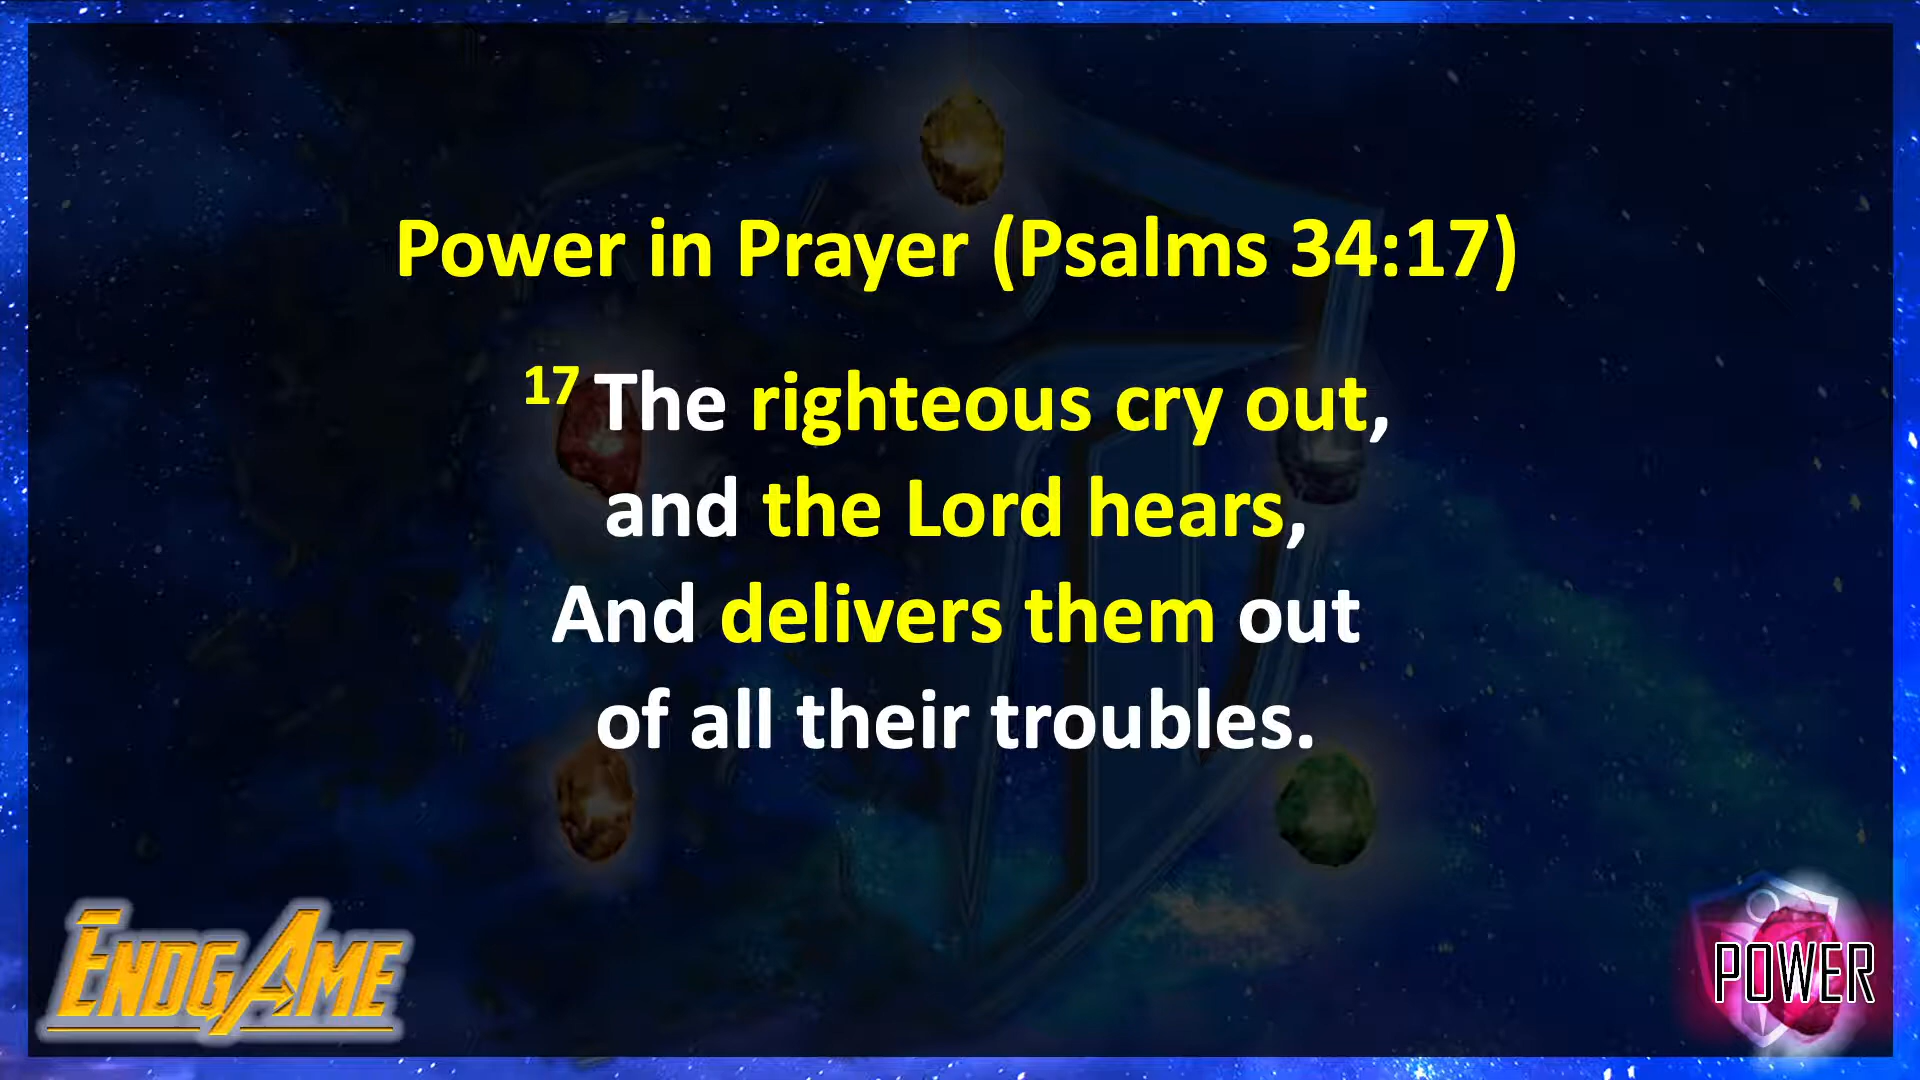 Power in Prayer (Psalms 34:17)
17 The righteous cry out,
and the Lord hears,
And delivers them out
of all their troubles.
ENDGAME
POWER